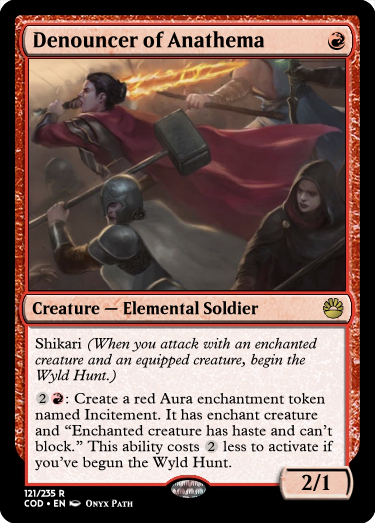 Denouncer of Anathema
Creature — Elemental Soldier
Shikari (When you attack with an enchanted
creature and an equipped creature, begin the
Wyld Hunt.)
2 R: Create a red Aura enchantment token
named Incitement. It has enchant creature
and “Enchanted creature has haste and can’t
block.” This ability costs 2 less to activate if
you’ve begun the Wyld Hunt.
2/1
121/235 R
COD • EN Onyx Path